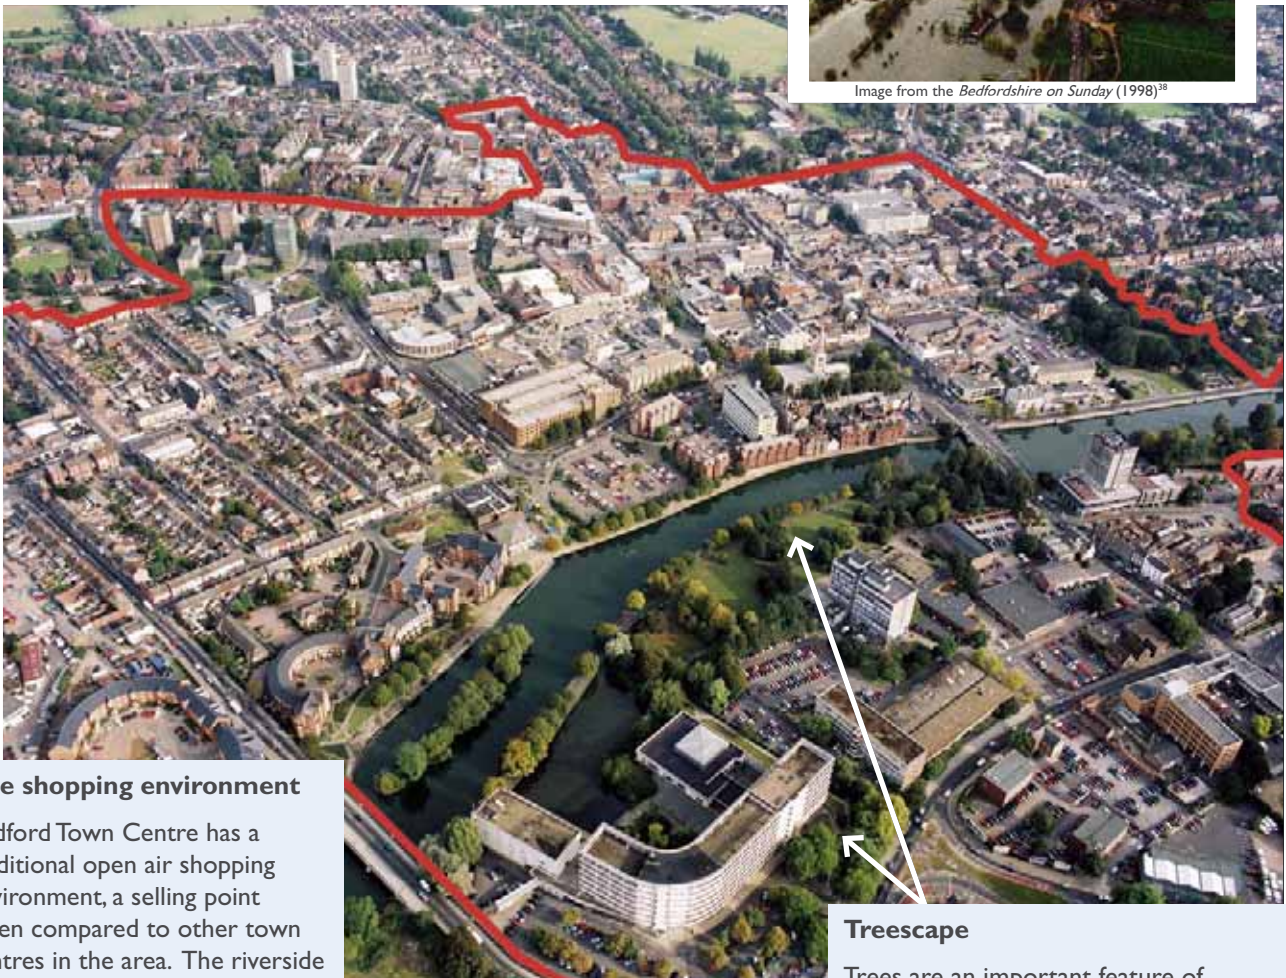 Image from the Bedfordshire on Sunday (1998)38
e shopping environment
dford Town Centre has a
ditional open air shopping
vironment, a selling point
en compared to other town
ntres in the area. The riverside
Treescape
Trees are an important feature of